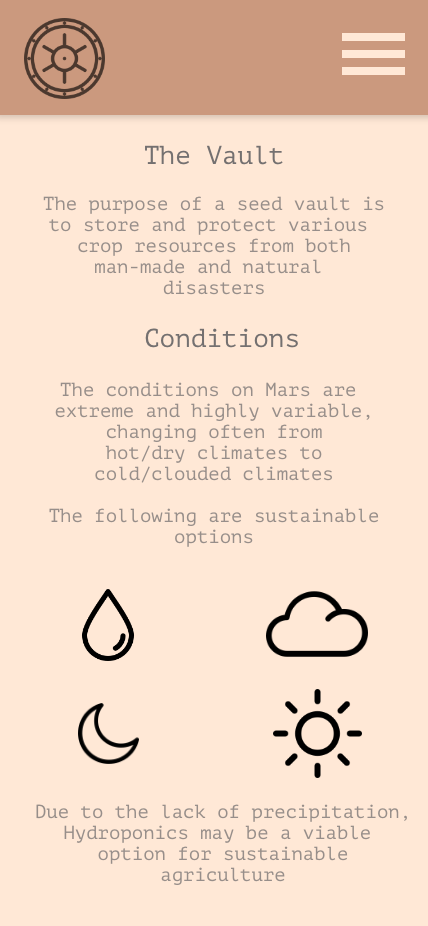 The Vault
The purpose of a seed vault is
to store and protect various
crop resources from both
man-made and natural
disasters
Conditions
The conditions on Mars are
extreme and highly variable,
changing often from
hot/dry climates to
cold/clouded climates
The following are sustainable
options
Due to the lack of precipitation,
Hydroponics may be a viable
option for sustainable
agriculture